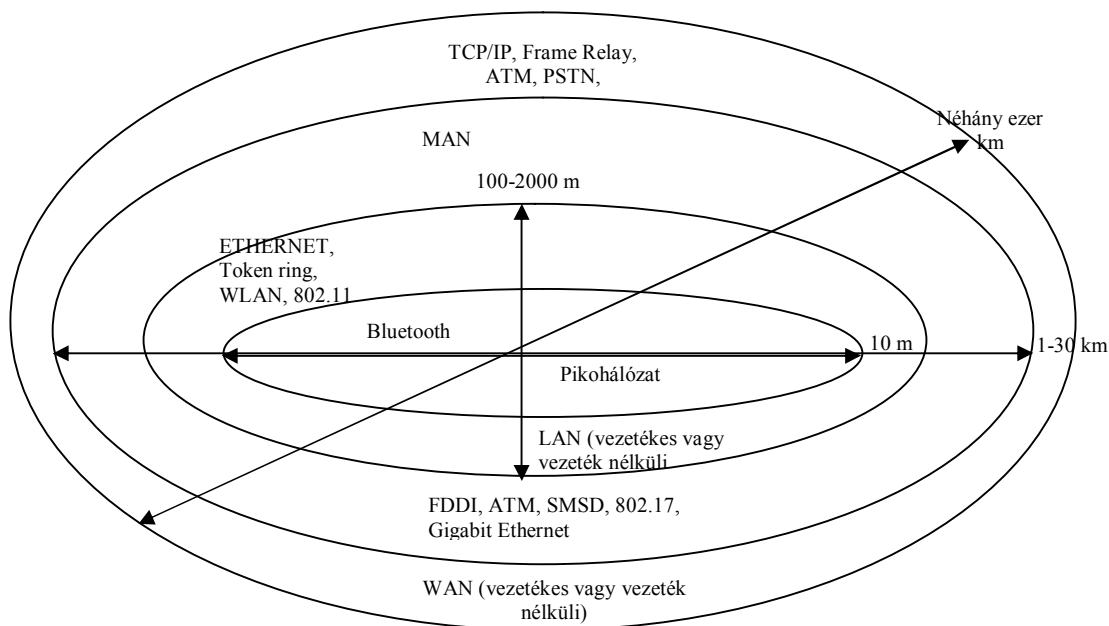 TCP/IP, Frame Relay,
ATM, PSTN,
Néhány ezer
km
MAN
100-2000 m
ETHERNET,
Token ring,
WLAN, 802.11
Bluetooth
10 m
1-30 km
Pikohálózat
LAN (vezetékes vagy
vezeték nélküli
FDDI, ATM, SMSD, 802.17,
Gigabit Ethernet
WAN (vezetékes vagy vezeték
nélküli)